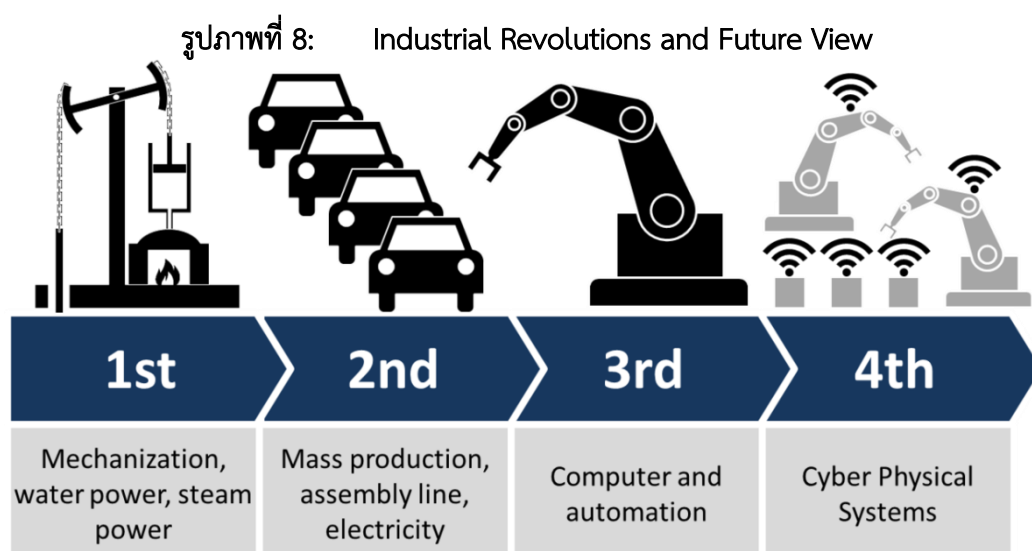 รูปภาพที่ 8: Industrial Revolutions and Future View
1st
2nd
3rd
4th
Mechanization,
water power, steam
power
Mass production,
assembly line,
electricity
Computer and
automation
Cyber Physical
Systems